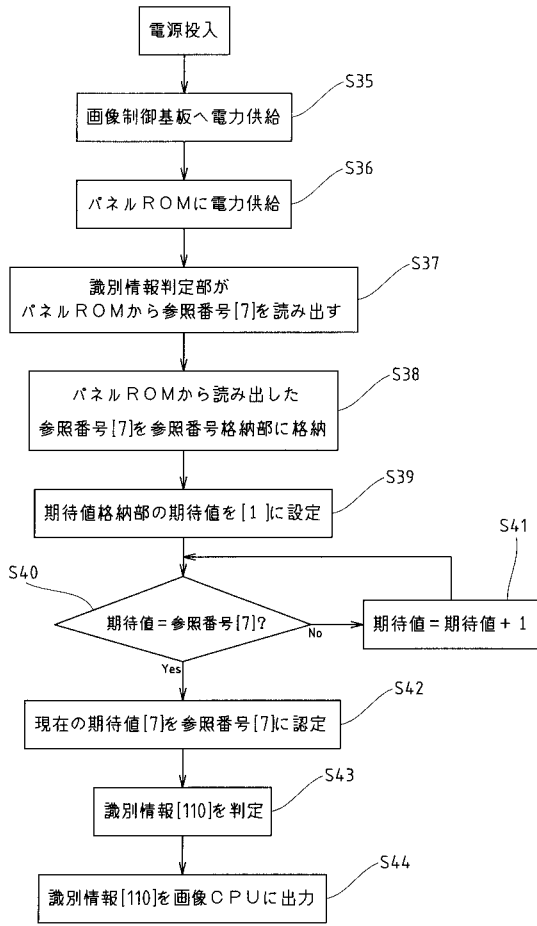 電源投入
S35
画像制御基板へ電力供給
S36
パネルROMに電力供給
S37
識別情報判定部が
パネルROMから参照番号[7]を読み出す
S38
パネルROMから読み出した
参照番号[7]を参照番号格納部に格納
S39
期待値格納部の期待値を[1]に設定
S41
S40
期待値=参照番号[7]?
No
期待値=期待値+1
Yes
S42
現在の期待値[7]を参照番号[7]に認定
S43
識別情報[110]を判定
S44
識別情報[110]を画像CPUに出力